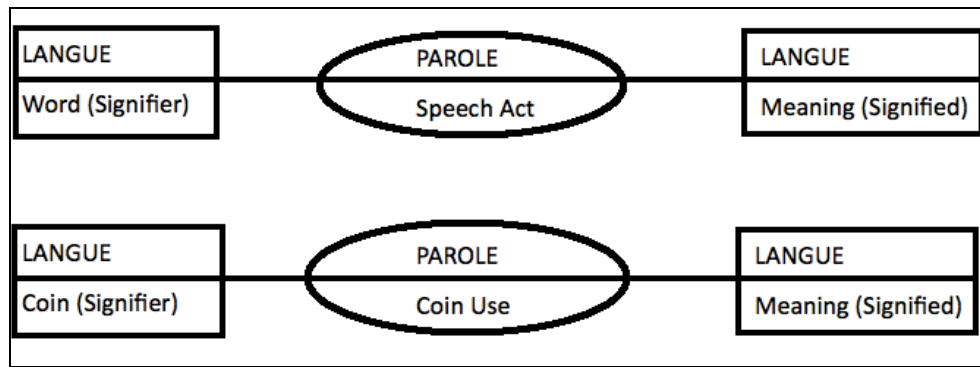 LANGUE PAROLE LANGUE
Word (Signifier) Speech Act Meaning (Signified)
LANGUE PAROLE LANGUE
Coin (Signifier) Coin Use Meaning (Signified)